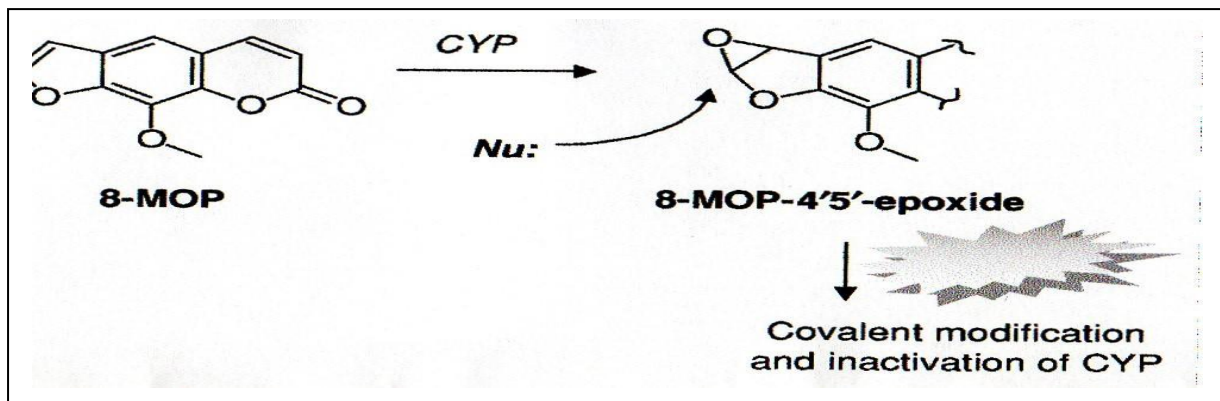 CYP
Nu:
8-MOP
8-MOP-4′5′-epoxide
Covalent modification
and inactivation of CYP
O
O
O
O
O
O
O